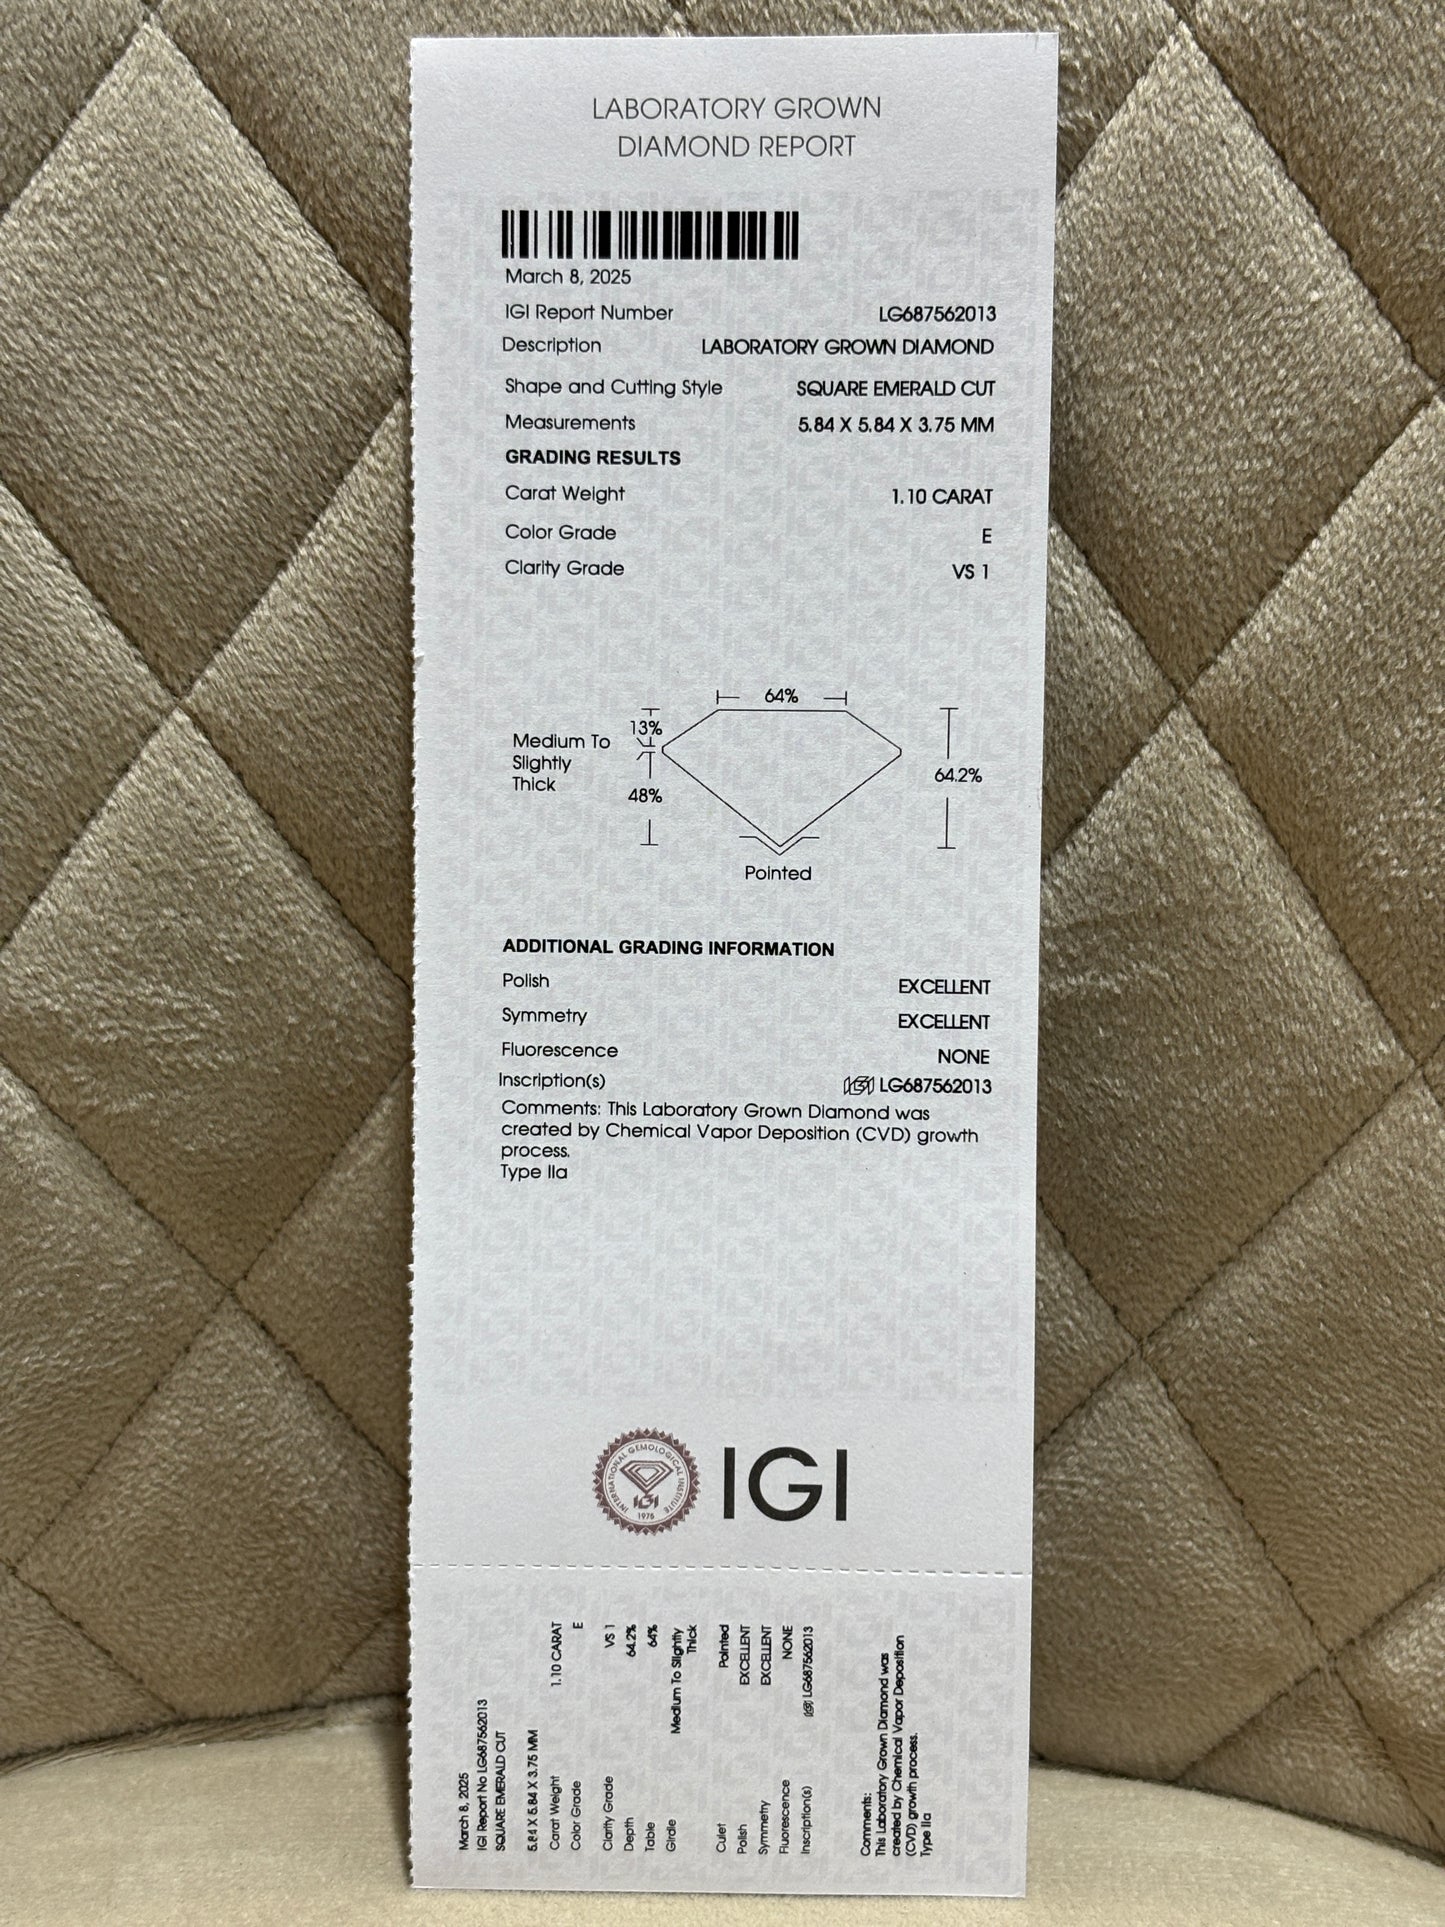 LABORATORY GROWN
DIAMOND REPORT
March 8, 2025
IGI Report Number LG687562013
Description LABORATORY GROWN DIAMOND
Shape and Cutting Style SQUARE EMERALD CUT
Measurements 5.84 X 5.84 X 3.75 MM
GRADING RESULTS
Carat Weight 1.10 CARAT
Color Grade E
Clarity Grade VS 1
64%
13%
Medium To
Slightly
Thick
48%
64.2%
Pointed
ADDITIONAL GRADING INFORMATION
Polish EXCELLENT
Symmetry EXCELLENT
Fluorescence NONE
Inscription(s) IGI LG687562013
Comments: This Laboratory Grown Diamond was
created by Chemical Vapor Deposition (CVD) growth
process.
Type IIa
INTERNATIONAL GEMOLOGICAL INSTITUTE
IGI
1975
IGI
March 8, 2025
IGI Report No LG687562013
SQUARE EMERALD CUT
5.84 X 5.84 X 3.75 MM
Carat Weight 1.10 CARAT
Color Grade E
Clarity Grade VS 1
Depth 64.2%
Table 64%
Girdle Medium To Slightly
Thick
Culet Pointed
Polish EXCELLENT
Symmetry EXCELLENT
Fluorescence NONE
Inscription(s) IGI LG687562013
Comments:
This Laboratory Grown Diamond was
created by Chemical Vapor Deposition
(CVD) growth process.
Type IIa